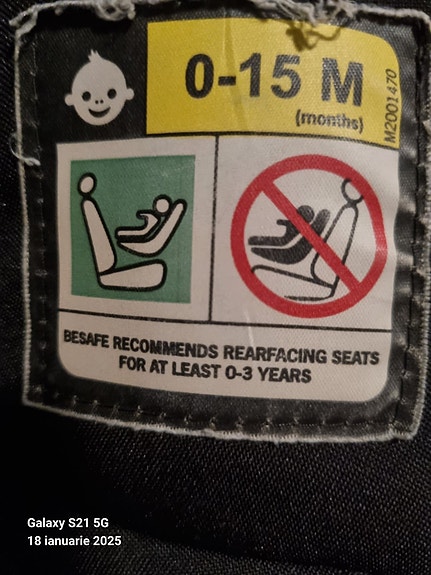 0-15 M
(months)
M2001470
BESAFE RECOMMENDS REARFACING SEATS
FOR AT LEAST 0-3 YEARS
Galaxy S21 5G
18 ianuarie 2025